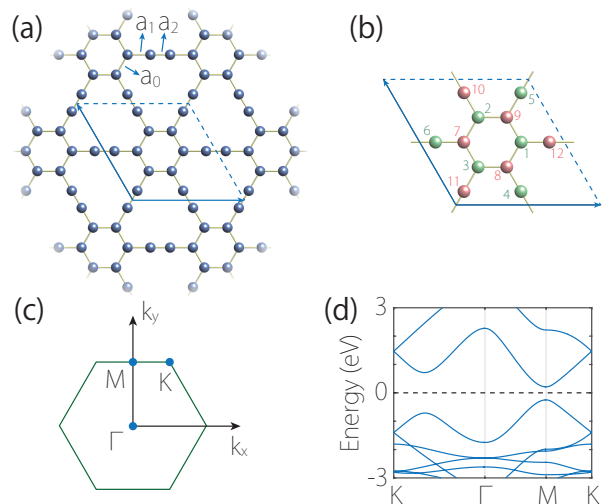 (a)
a1 a2
a0
(b)
10
5
2
9
6
7
1
12
3
8
11
4
(c)
ky
M
K
Γ
kx
(d)
Energy (eV)
3
0
-3
K
Γ
M
K